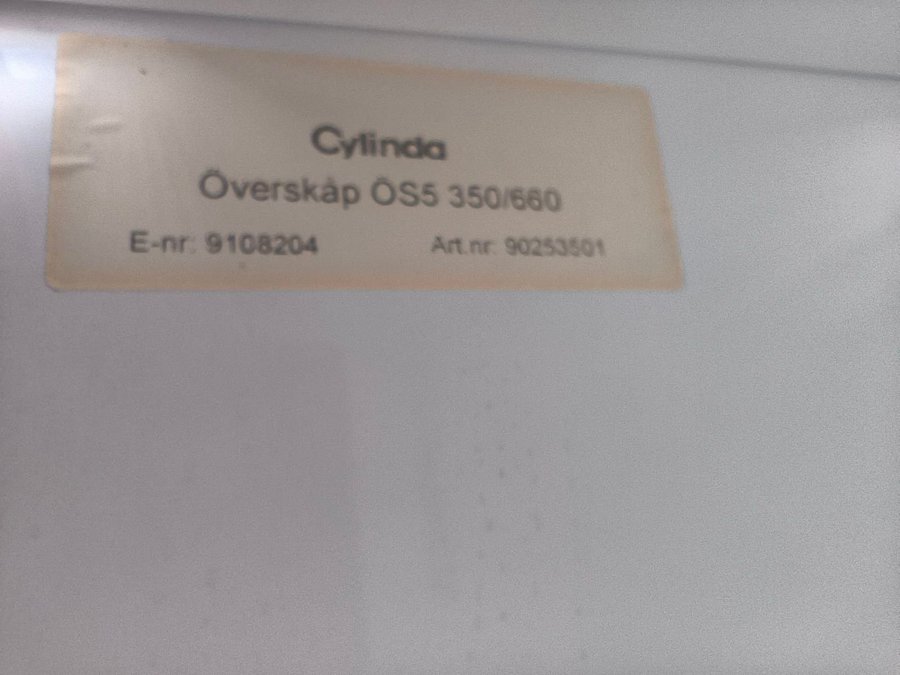 Cylinda
Överskåp ÖS5 350/660
E-nr: 9108204 Art.nr: 90253501